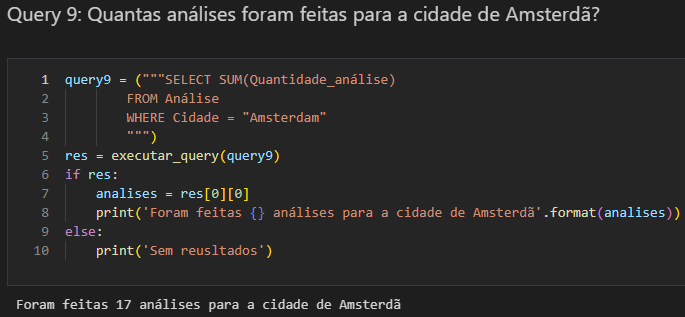 Query 9: Quantas análises foram feitas para a cidade de Amsterdã?
1 query9 = ("""SELECT SUM(Quantidade_análise)
2 FROM Análise
3 WHERE Cidade = "Amsterdam"
4 """)
5 res = executar_query(query9)
6 if res:
7 analises = res[0][0]
8 print('Foram feitas {} análises para a cidade de Amsterdã'.format(analises))
9 else:
10 print('Sem reusltados')
Foram feitas 17 análises para a cidade de Amsterdã